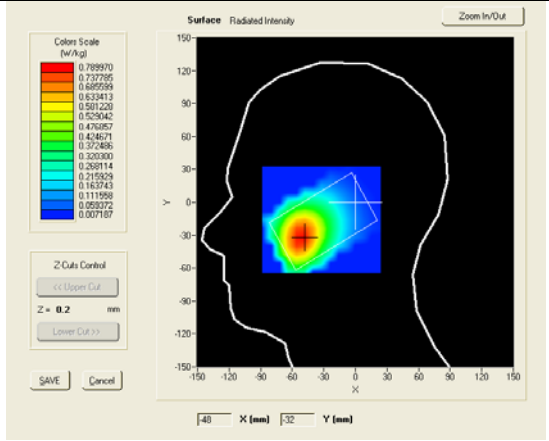 Surface Radiated Intensity
Zoom In/Out
Colors Scale
(W/kg)
0.789970
0.737785
0.685599
0.633413
0.581228
0.529042
0.476857
0.424671
0.372486
0.320300
0.268114
0.215929
0.163743
0.111558
0.059372
0.007187
150-
120-
90-
60-
30-
0-
-30-
-60-
-90-
-120-
-150-
Y
-150 -120 -90 -60 -30 0 30 60 90 120 150
X
Z-Cuts Control
<< Upper Cut
Z = 0.2 mm
Lower Cut >>
SAVE Cancel
-48 X (mm) -32 Y (mm)